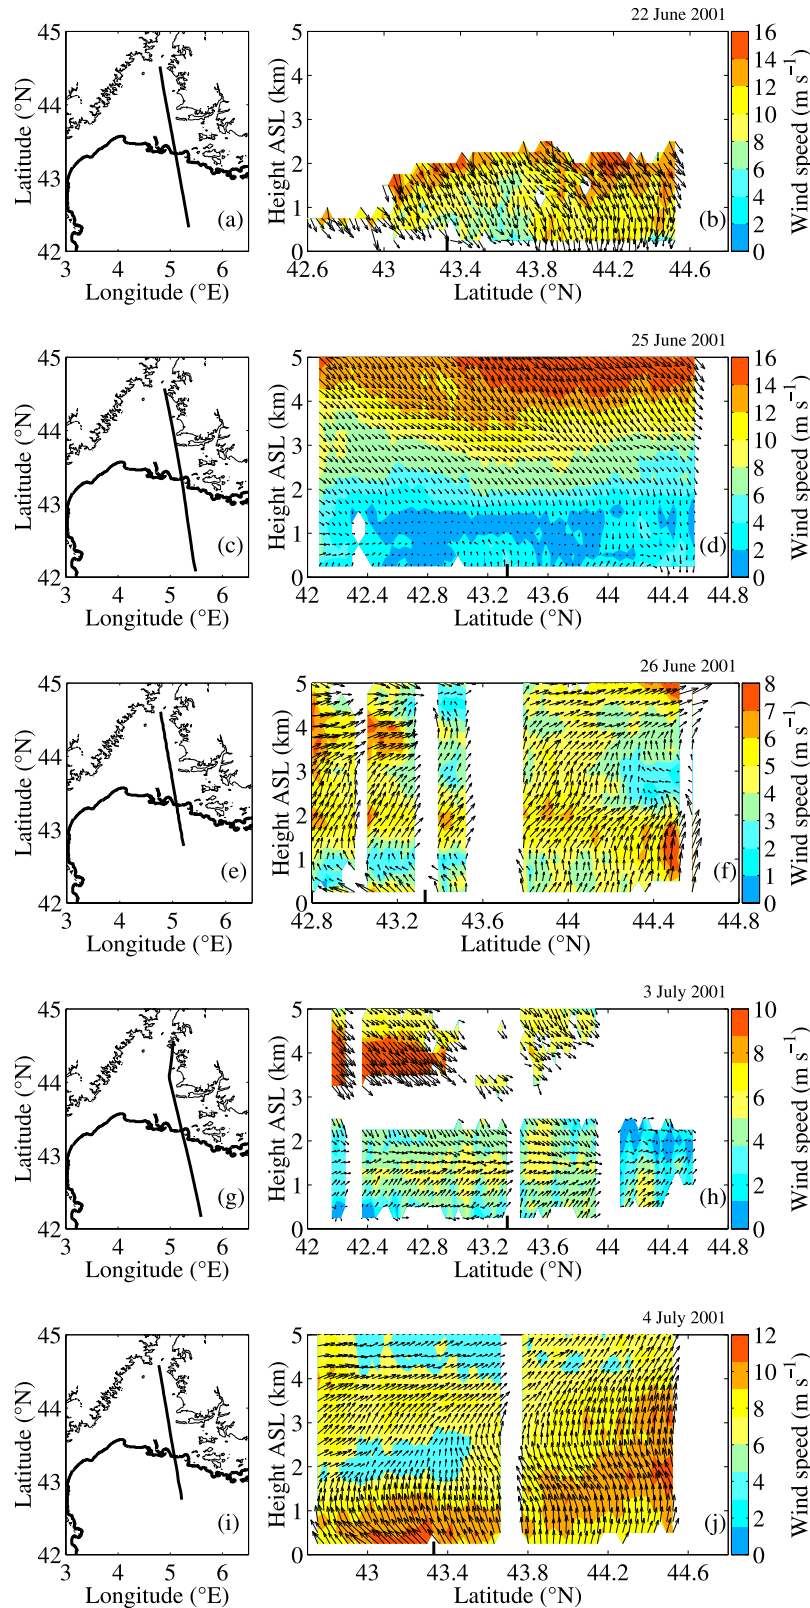 22 June 2001
45
44
43
42
3 4 5 6
Latitude (°N)
Longitude (°E)
(a)
5
4
3
2
1
0
42.6 43 43.4 43.8 44.2 44.6
Height ASL (km)
Latitude (°N)
(b)
16
14
12
10
8
6
4
2
0
Wind speed (m s⁻¹)
25 June 2001
45
44
43
42
3 4 5 6
Latitude (°N)
Longitude (°E)
(c)
5
4
3
2
1
0
42 42.4 42.8 43.2 43.6 44 44.4 44.8
Height ASL (km)
Latitude (°N)
(d)
16
14
12
10
8
6
4
2
0
Wind speed (m s⁻¹)
26 June 2001
45
44
43
42
3 4 5 6
Latitude (°N)
Longitude (°E)
(e)
5
4
3
2
1
0
42.8 43.2 43.6 44 44.4 44.8
Height ASL (km)
Latitude (°N)
(f)
8
7
6
5
4
3
2
1
0
Wind speed (m s⁻¹)
3 July 2001
45
44
43
42
3 4 5 6
Latitude (°N)
Longitude (°E)
(g)
5
4
3
2
1
0
42 42.4 42.8 43.2 43.6 44 44.4 44.8
Height ASL (km)
Latitude (°N)
(h)
10
8
6
4
2
0
Wind speed (m s⁻¹)
4 July 2001
45
44
43
42
3 4 5 6
Latitude (°N)
Longitude (°E)
(i)
5
4
3
2
1
0
43 43.4 43.8 44.2 44.6
Height ASL (km)
Latitude (°N)
(j)
12
10
8
6
4
2
0
Wind speed (m s⁻¹)